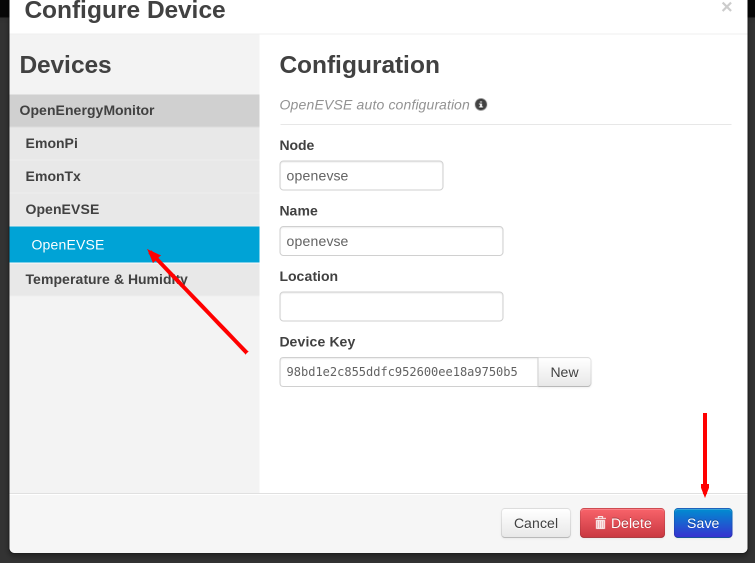 Configure Device
×
Devices
OpenEnergyMonitor
EmonPi
EmonTx
OpenEVSE
OpenEVSE
Temperature & Humidity
Configuration
OpenEVSE auto configuration
Node
openevse
Name
openevse
Location
Device Key
98bd1e2c855ddfc952600ee18a9750b5 New
Cancel Delete Save